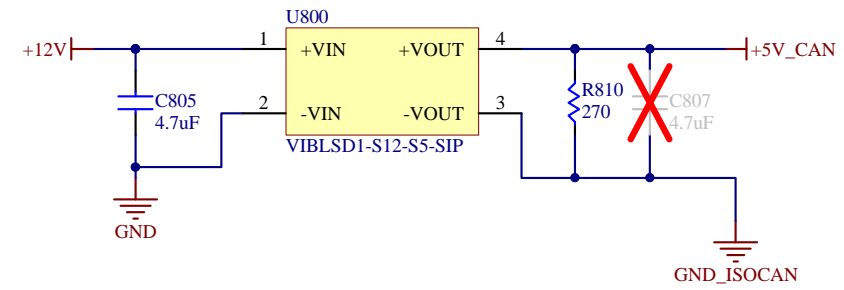 U800
+12V
1
+VIN
+VOUT
4
+5V_CAN
C805
4.7uF
2
-VIN
-VOUT
3
R810
270
C807
4.7uF
VIBLSD1-S12-S5-SIP
GND
GND_ISOCAN